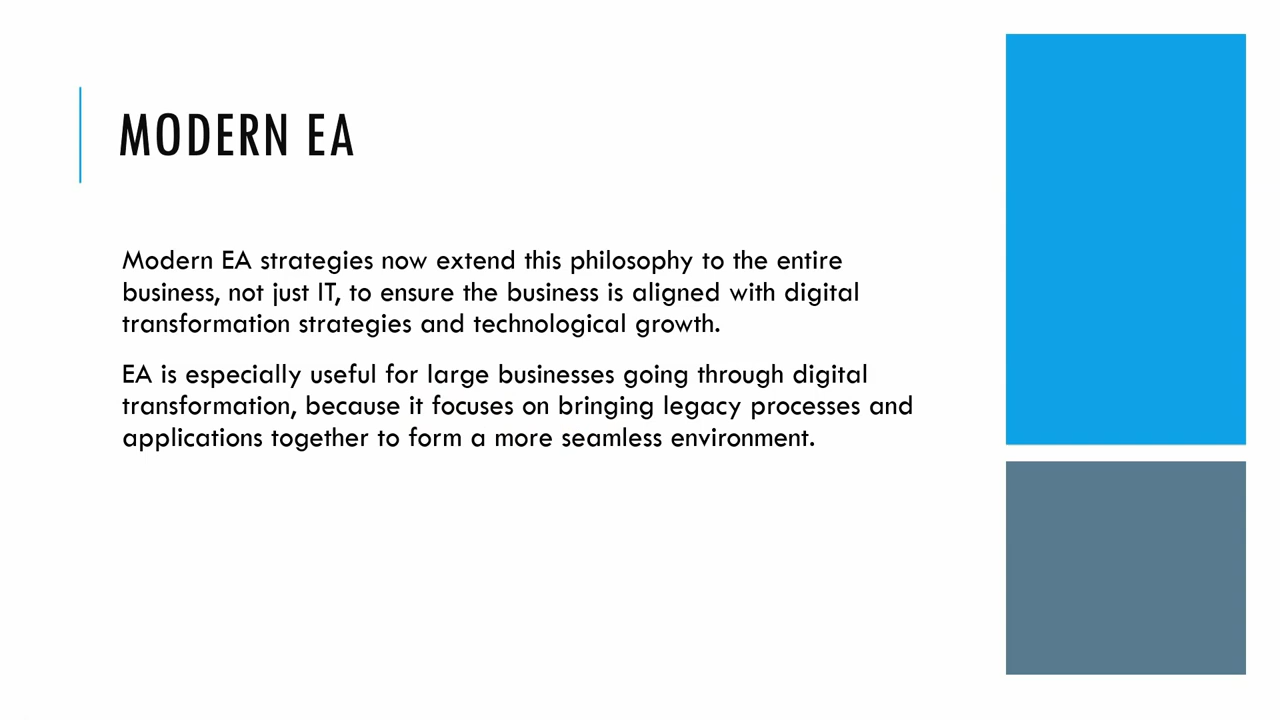 MODERN EA
Modern EA strategies now extend this philosophy to the entire
business, not just IT, to ensure the business is aligned with digital
transformation strategies and technological growth.
EA is especially useful for large businesses going through digital
transformation, because it focuses on bringing legacy processes and
applications together to form a more seamless environment.